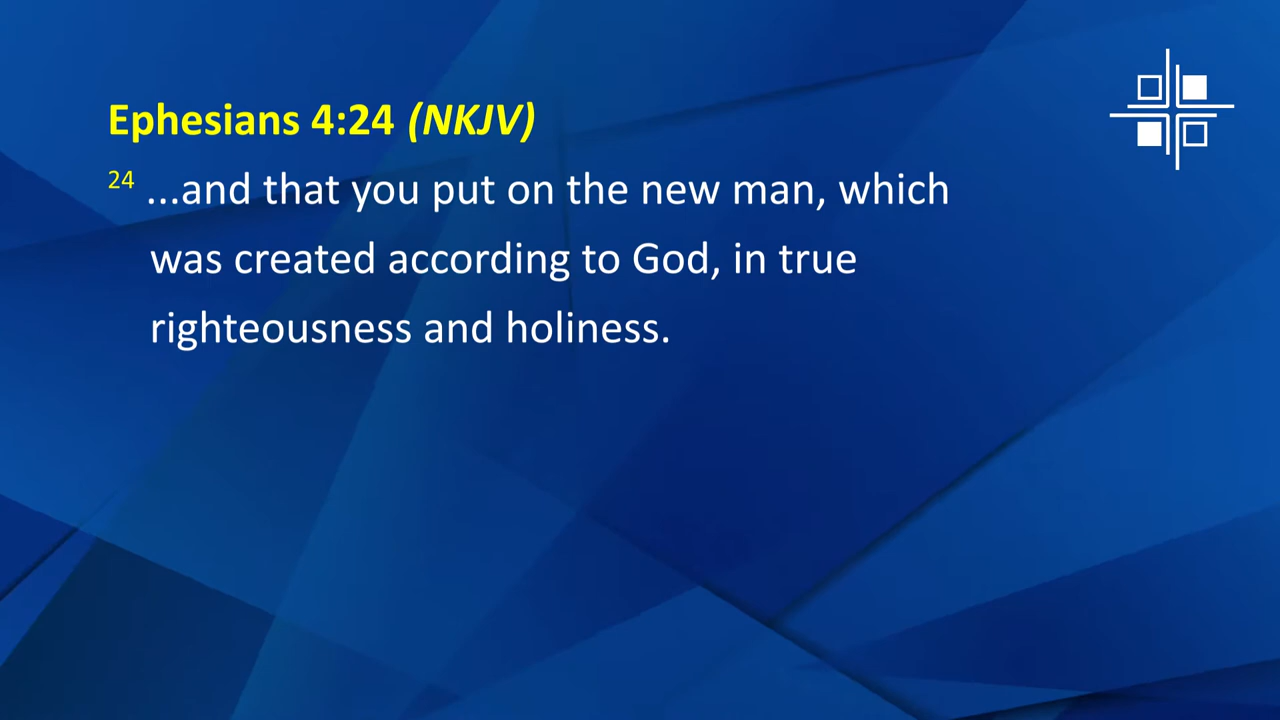 Ephesians 4:24 (NKJV)
24 ...and that you put on the new man, which
was created according to God, in true
righteousness and holiness.